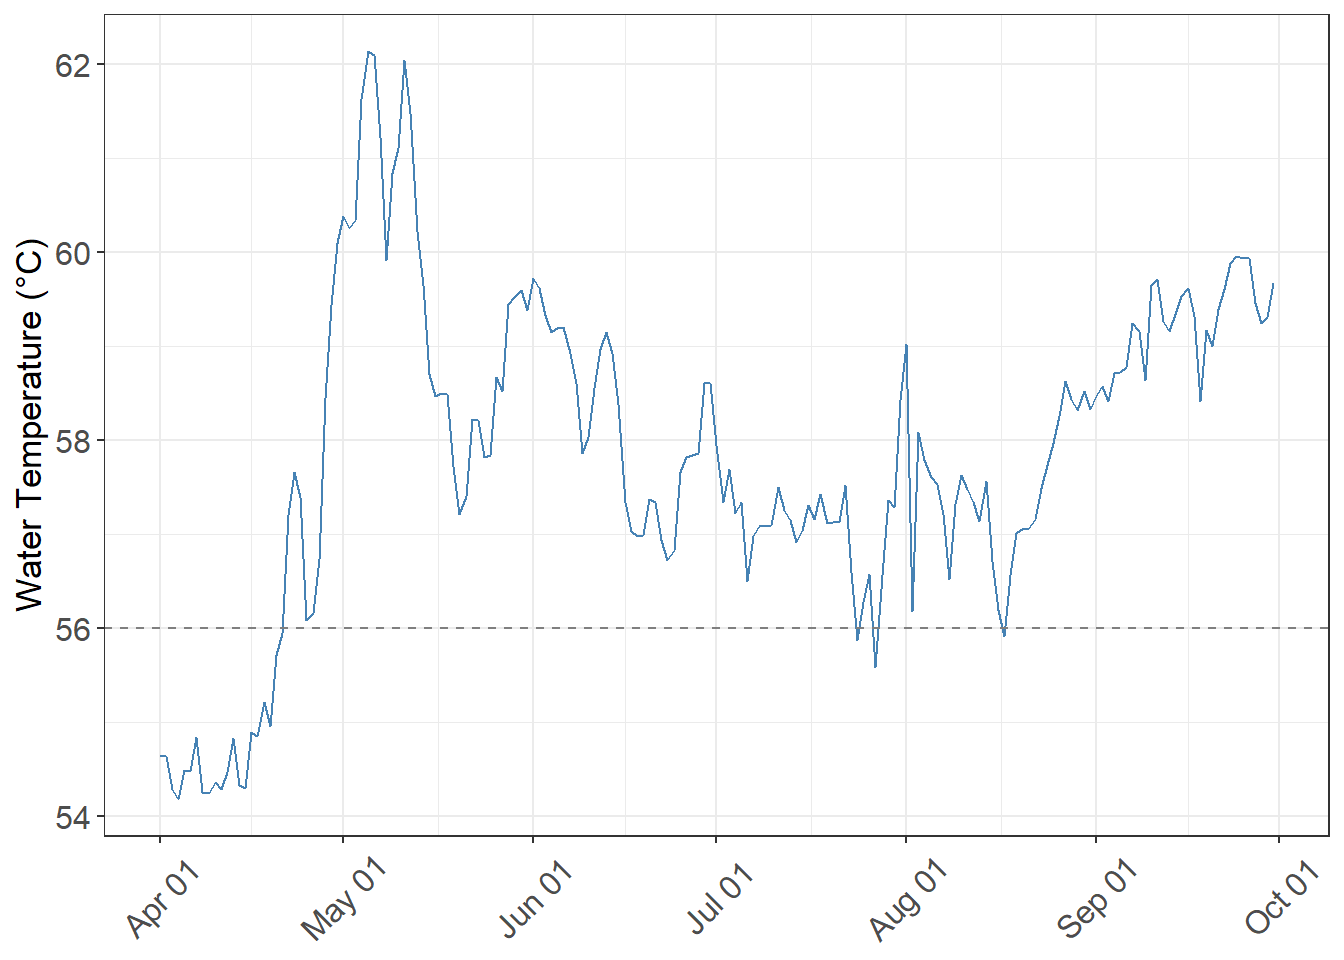 Water Temperature (°C)
62
60
58
56
54
Apr 01
May 01
Jun 01
Jul 01
Aug 01
Sep 01
Oct 01